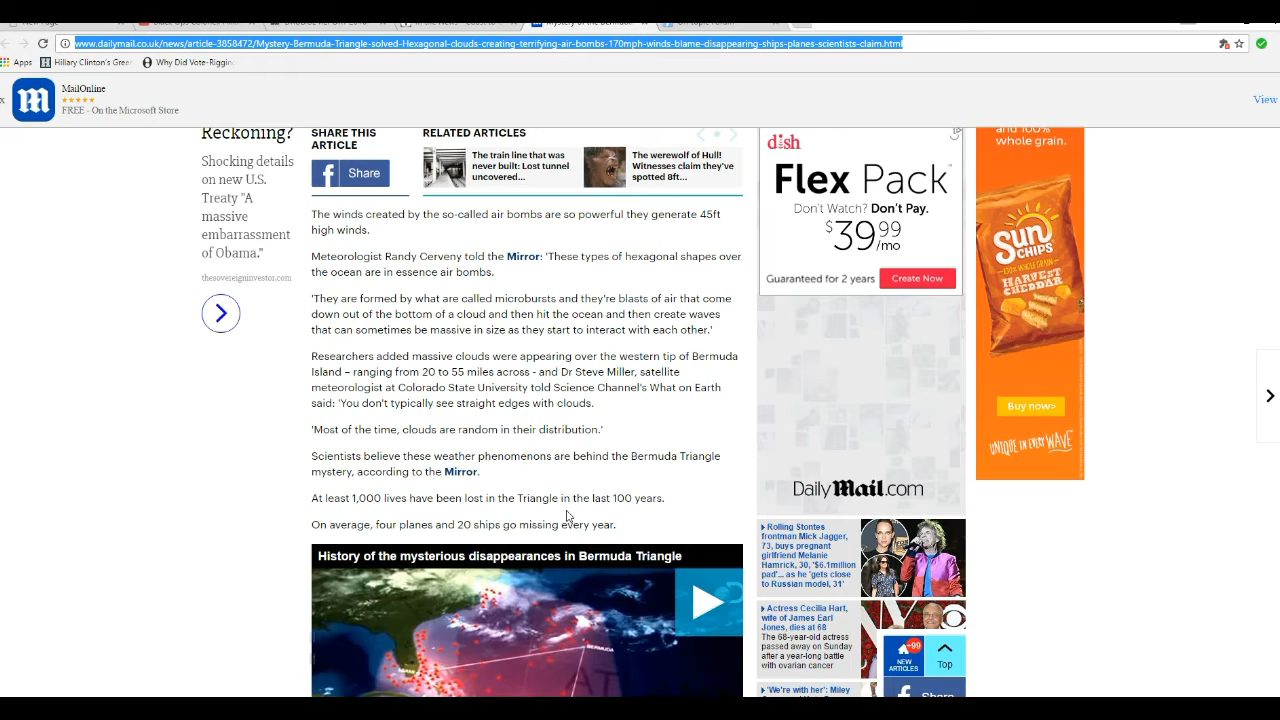 www.dailymail.co.uk/news/article-3858472/Mystery-Bermuda-Triangle-solved-Hexagonal-clouds-creating-terrifying-air-bombs-170mph-winds-blame-disappearing-ships-planes-scientists-claim.html
Apps
Hillary Clinton's Green
Why Did Vote-Rigging
x
MailOnline
FREE - On the Microsoft Store
View
Reckoning?
Shocking details
on new U.S.
Treaty "A
massive
embarrassment
of Obama."
thesovereigninvestor.com
SHARE THIS
ARTICLE
Share
RELATED ARTICLES
The train line that was
never built: Lost tunnel
uncovered...
The werewolf of Hull!
Witnesses claim they've
spotted 8ft...
The winds created by the so-called air bombs are so powerful they generate 45ft
high winds.
Meteorologist Randy Cerveny told the Mirror: 'These types of hexagonal shapes over
the ocean are in essence air bombs.
'They are formed by what are called microbursts and they're blasts of air that come
down out of the bottom of a cloud and then hit the ocean and then create waves
that can sometimes be massive in size as they start to interact with each other.'
Researchers added massive clouds were appearing over the western tip of Bermuda
Island – ranging from 20 to 55 miles across - and Dr Steve Miller, satellite
meteorologist at Colorado State University told Science Channel's What on Earth
said: 'You don't typically see straight edges with clouds.
'Most of the time, clouds are random in their distribution.'
Scientists believe these weather phenomenons are behind the Bermuda Triangle
mystery, according to the Mirror.
At least 1,000 lives have been lost in the Triangle in the last 100 years.
On average, four planes and 20 ships go missing every year.
History of the mysterious disappearances in Bermuda Triangle
BERMUDA
MIAMI
dish
Flex Pack
Don't Watch? Don't Pay.
$39.99
/mo
Guaranteed for 2 years
Create Now
DailyMail.com
Rolling Stontes
frontman Mick Jagger,
73, buys pregnant
girlfriend Melanie
Hamrick, 30, '$6.1million
pad'... as he 'gets close
to Russian model, 31'
Actress Cecilia Hart,
wife of James Earl
Jones, dies at 68
The 68-year-old actress
passed away on Sunday
after a year-long battle
with ovarian cancer
'We're with her': Miley
+99
NEW
ARTICLES
Top
Share
and 100%
whole grain.
SUN
CHIPS
100% WHOLE GRAIN
HARVEST
CHEDDAR
Buy now>
UNIQUE IN EVERY WAVE